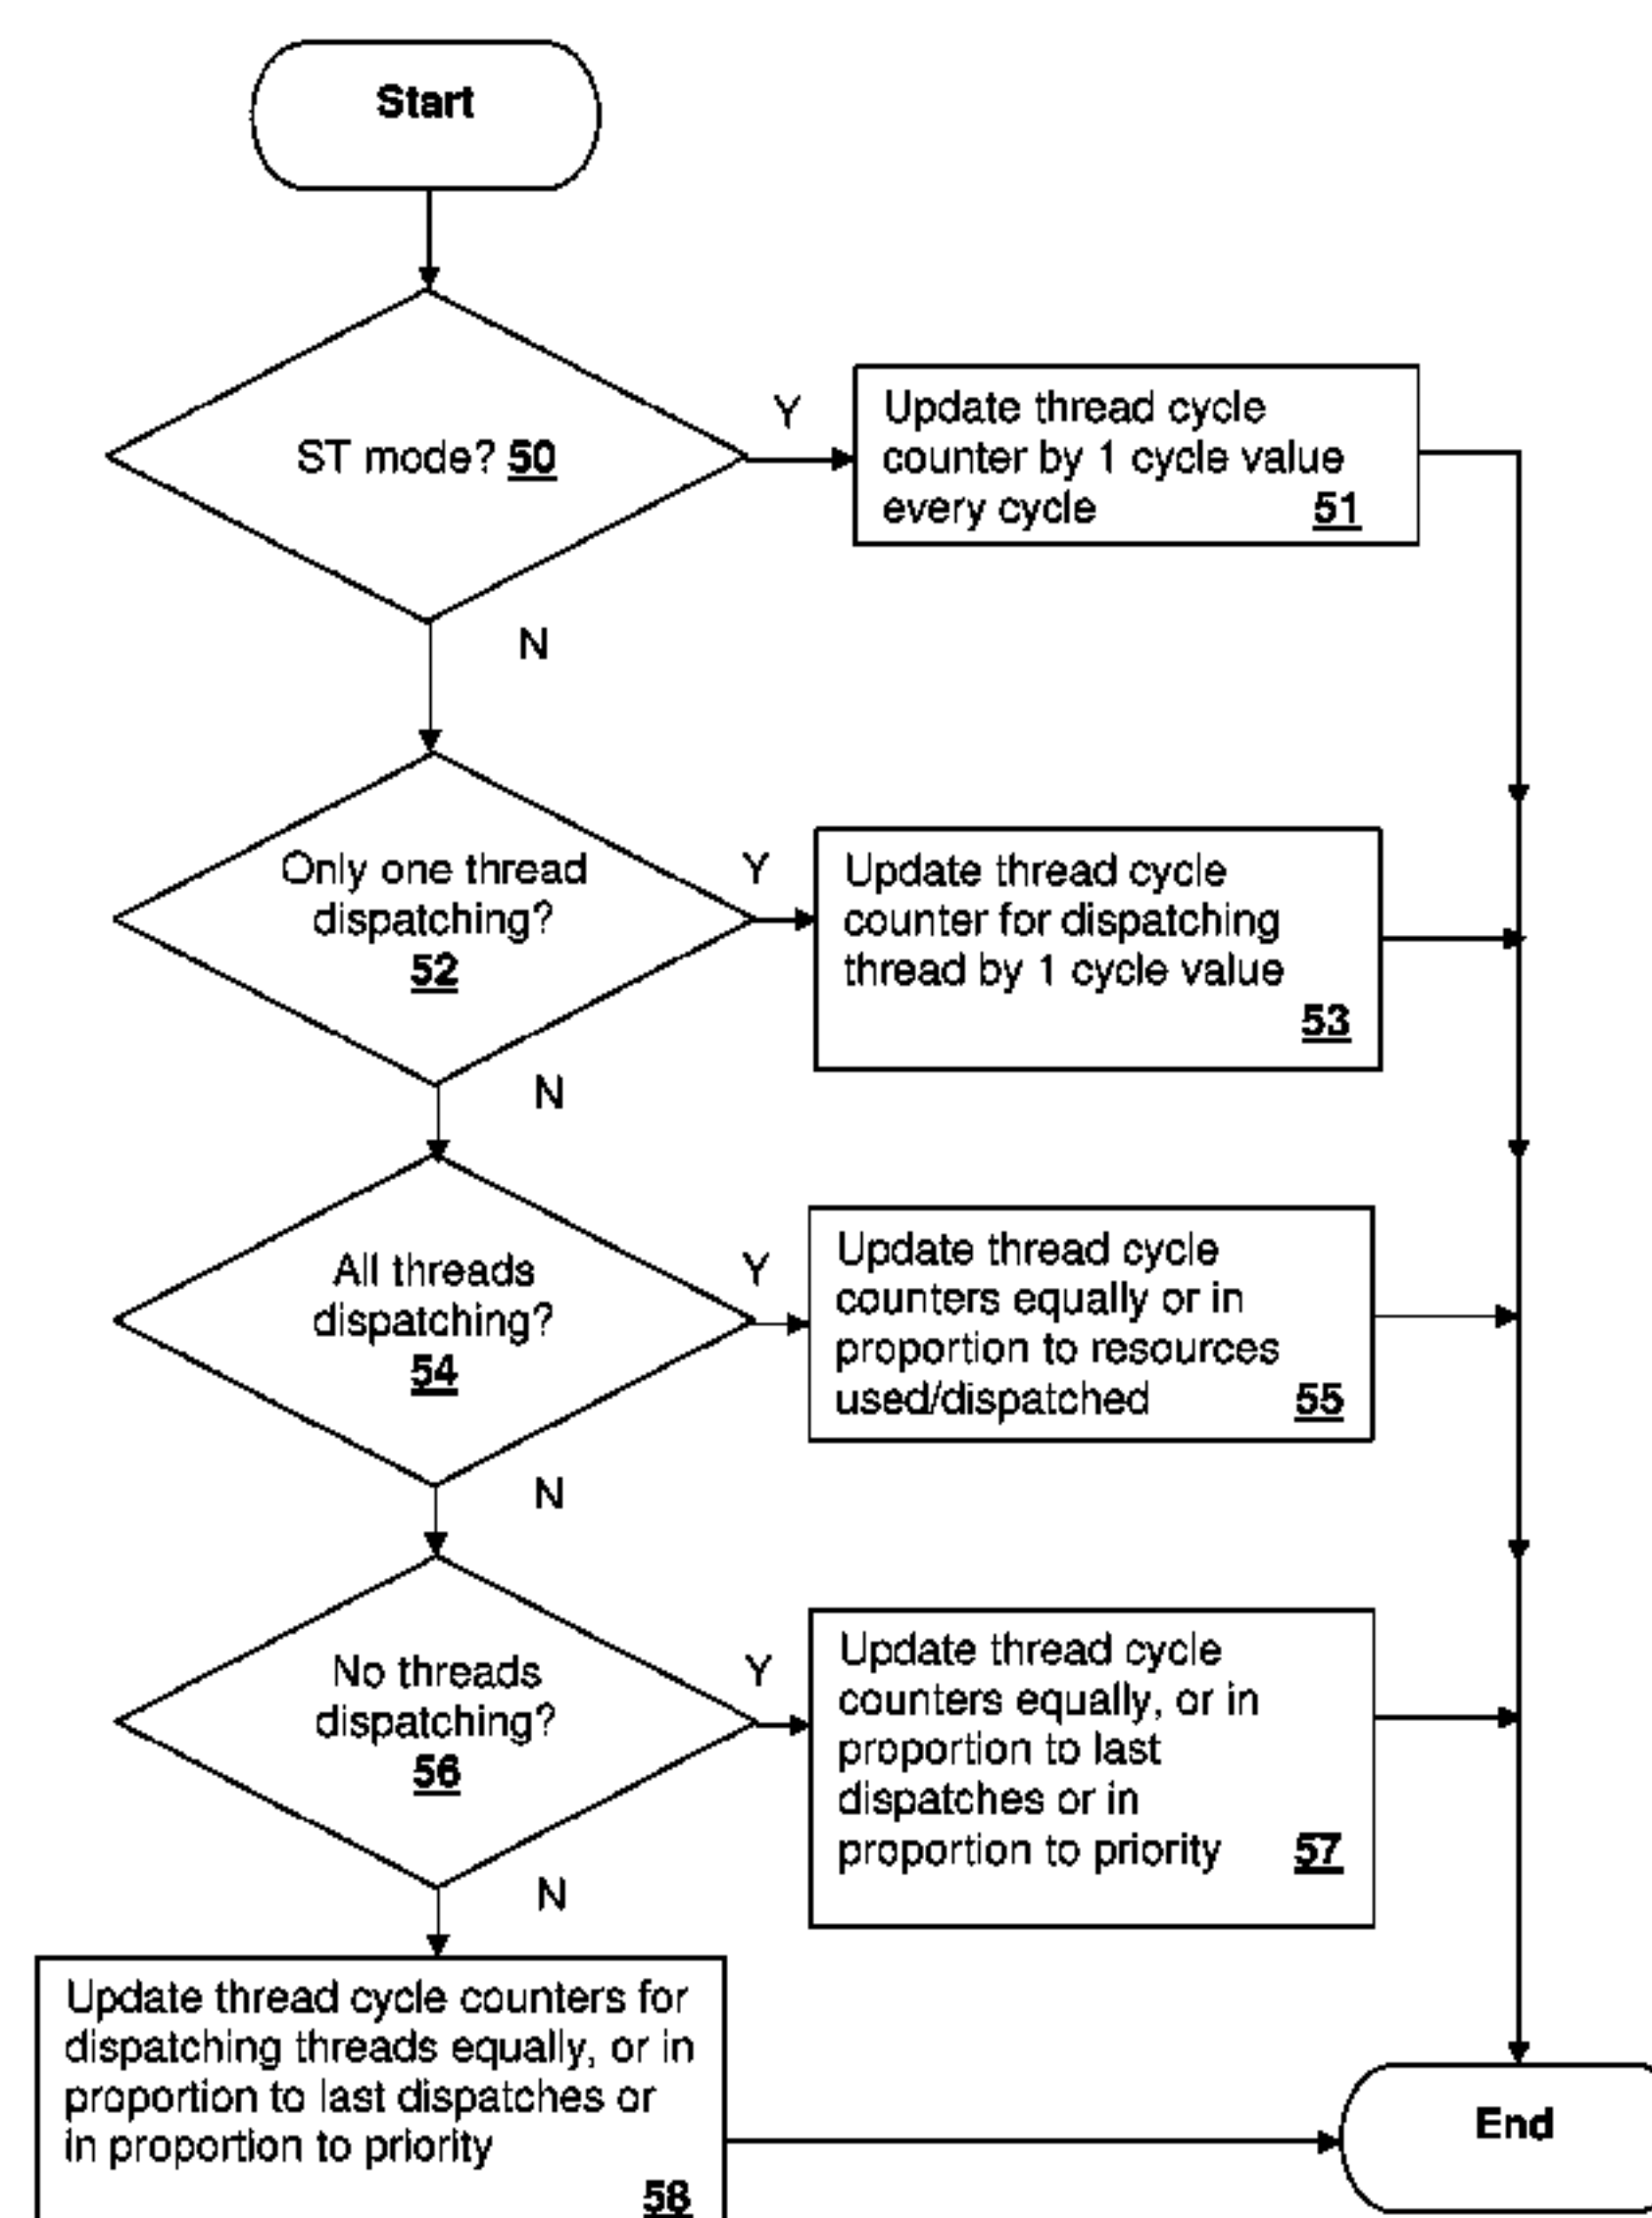 Start
ST mode? 50
Y
Update thread cycle
counter by 1 cycle value
every cycle 51
N
Only one thread
dispatching?
52
Y
Update thread cycle
counter for dispatching
thread by 1 cycle value
53
N
All threads
dispatching?
54
Y
Update thread cycle
counters equally or in
proportion to resources
used/dispatched 55
N
No threads
dispatching?
56
Y
Update thread cycle
counters equally, or in
proportion to last
dispatches or in
proportion to priority 57
N
Update thread cycle counters for
dispatching threads equally, or in
proportion to last dispatches or
in proportion to priority
58
End